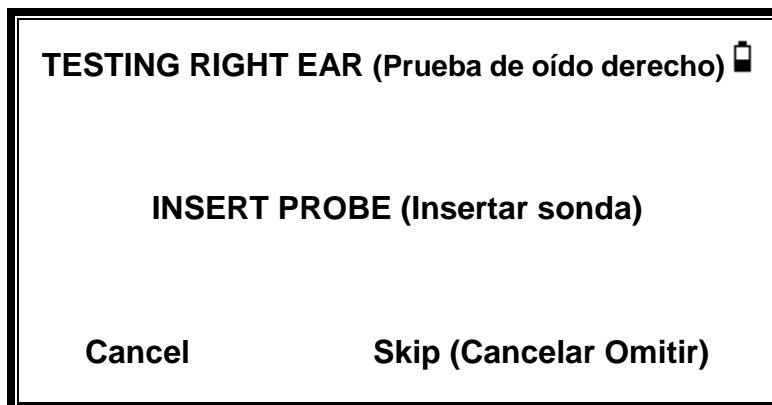 TESTING RIGHT EAR (Prueba de oído derecho)
INSERT PROBE (Insertar sonda)
Cancel Skip (Cancelar Omitir)